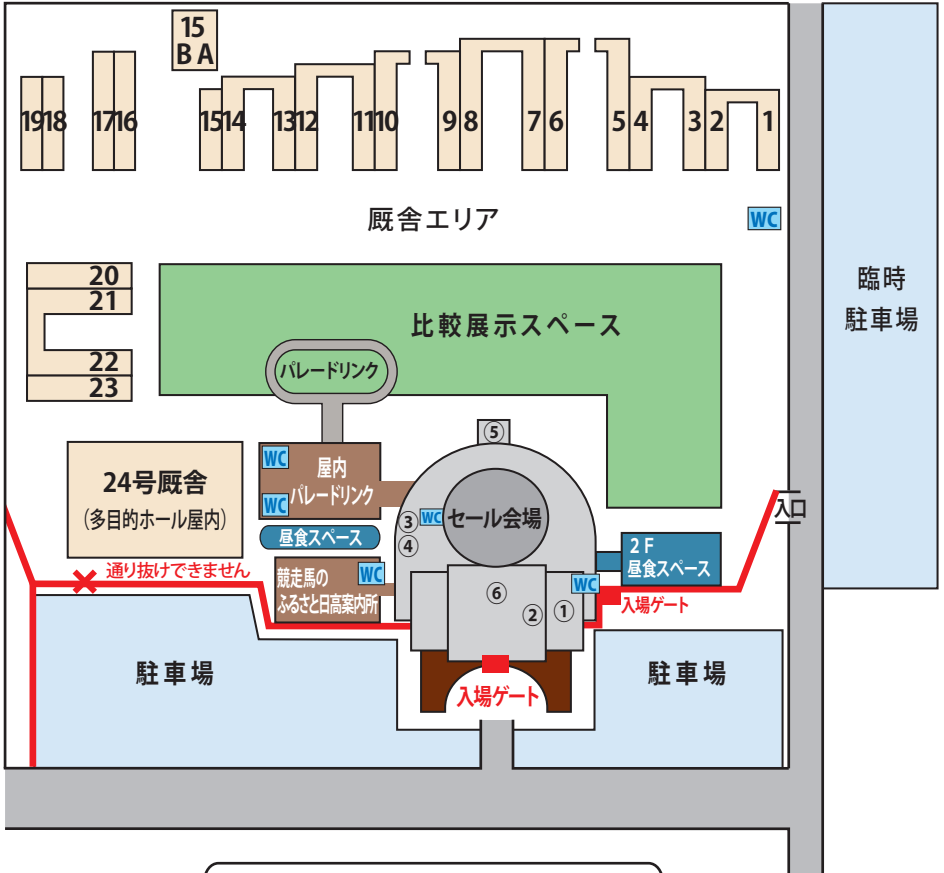 15
B A
19 18 17 16 15 14 13 12 11 10 9 8 7 6 5 4 3 2 1
厩舎エリア
WC
20
21
22
23
比較展示スペース
パレードリンク
臨時
駐車場
⑤
WC
屋内
パレードリンク
WC
24号厩舎
(多目的ホール屋内)
③
WC
セール会場
④
入口
昼食スペース
2F
昼食スペース
通り抜けできません
競走馬の
ふるさと日高案内所
WC
⑥
②
①
WC
入場ゲート
駐車場
入場ゲート
駐車場